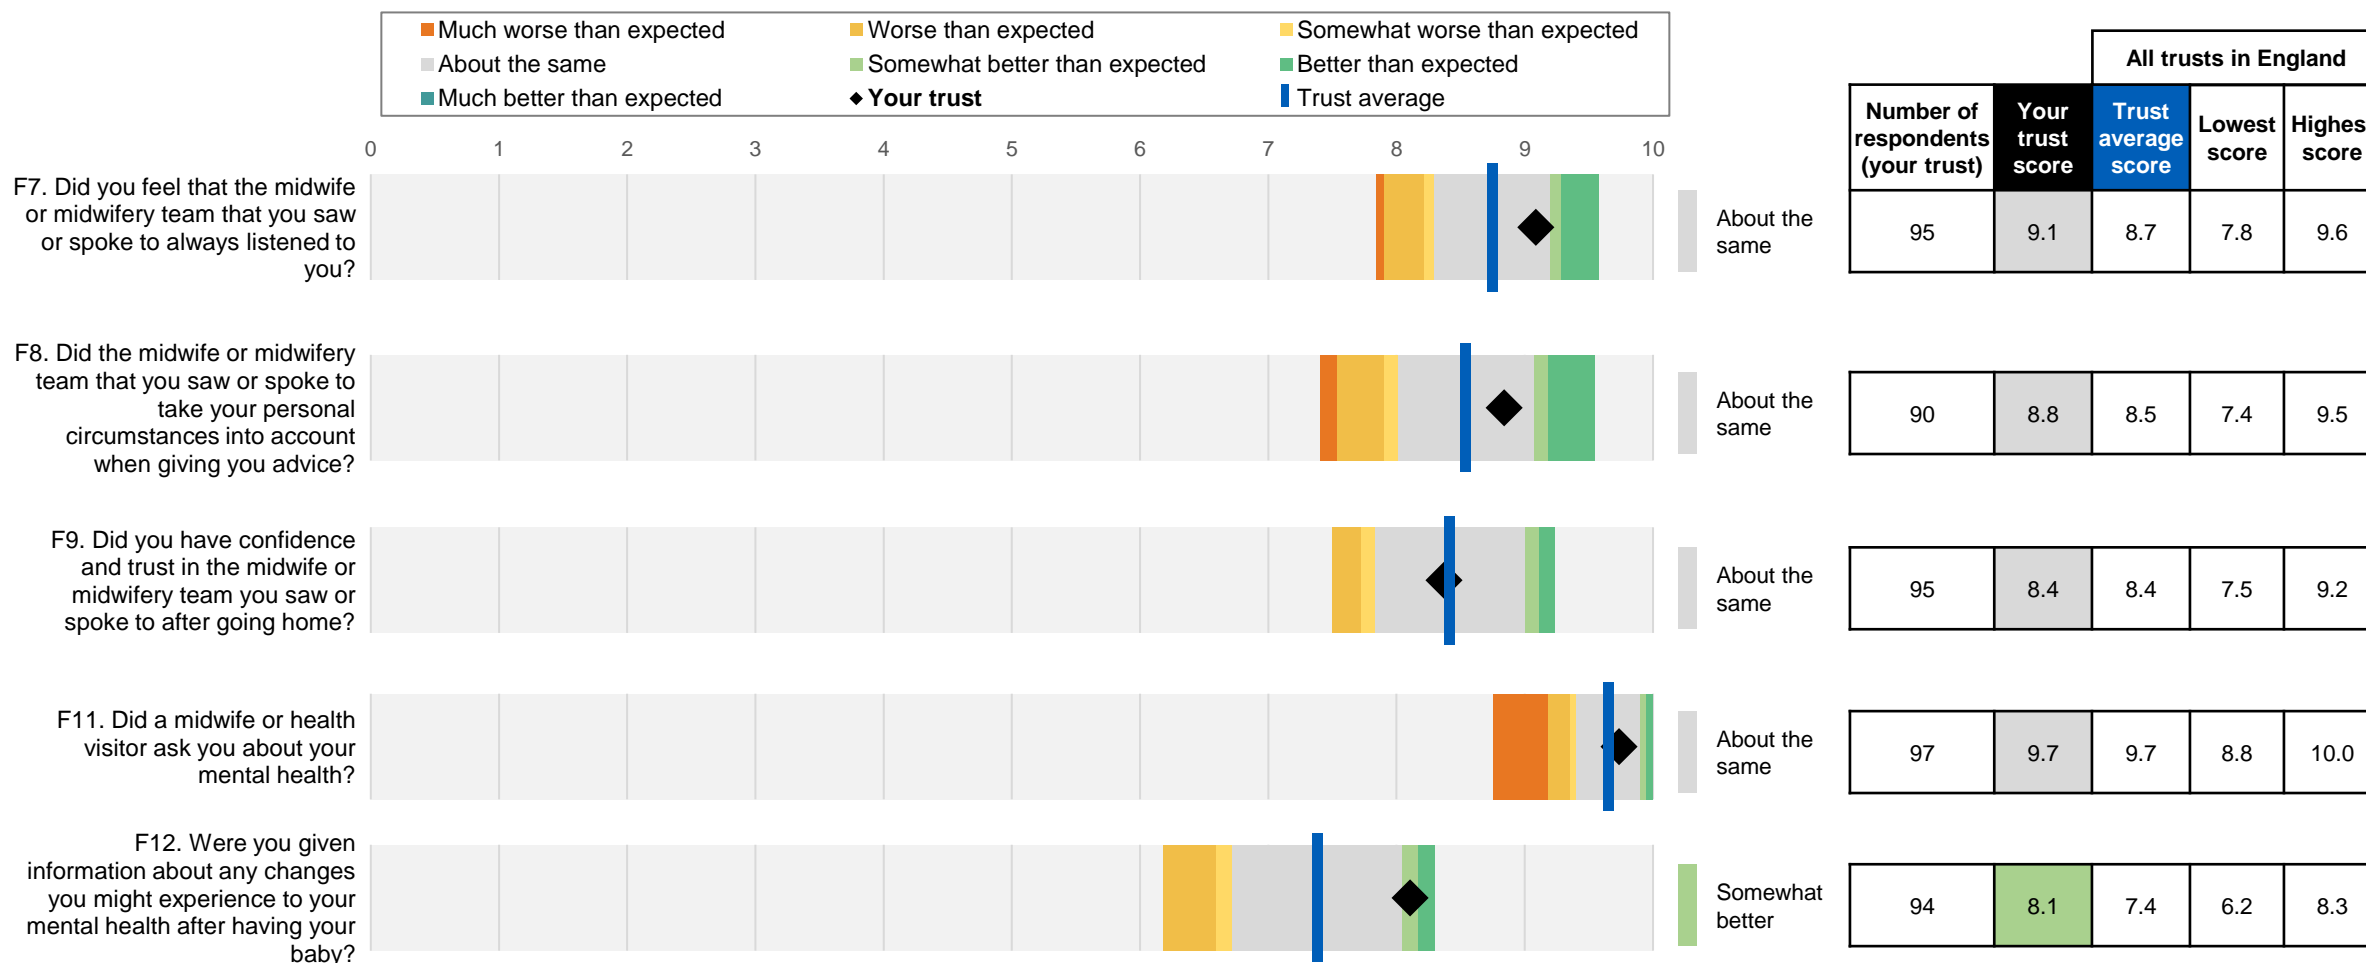 Much worse than expected
Worse than expected
Somewhat worse than expected
About the same
Somewhat better than expected
Better than expected
Much better than expected
Your trust
Trust average
All trusts in England
Number of respondents (your trust)
Your trust score
Trust average score
Lowest score
Highes score
0 1 2 3 4 5 6 7 8 9 10
F7. Did you feel that the midwife
or midwifery team that you saw
or spoke to always listened to
you?
About the
same
95 9.1 8.7 7.8 9.6
F8. Did the midwife or midwifery
team that you saw or spoke to
take your personal
circumstances into account
when giving you advice?
About the
same
90 8.8 8.5 7.4 9.5
F9. Did you have confidence
and trust in the midwife or
midwifery team you saw or
spoke to after going home?
About the
same
95 8.4 8.4 7.5 9.2
F11. Did a midwife or health
visitor ask you about your
mental health?
About the
same
97 9.7 9.7 8.8 10.0
F12. Were you given
information about any changes
you might experience to your
mental health after having your
baby?
Somewhat
better
94 8.1 7.4 6.2 8.3